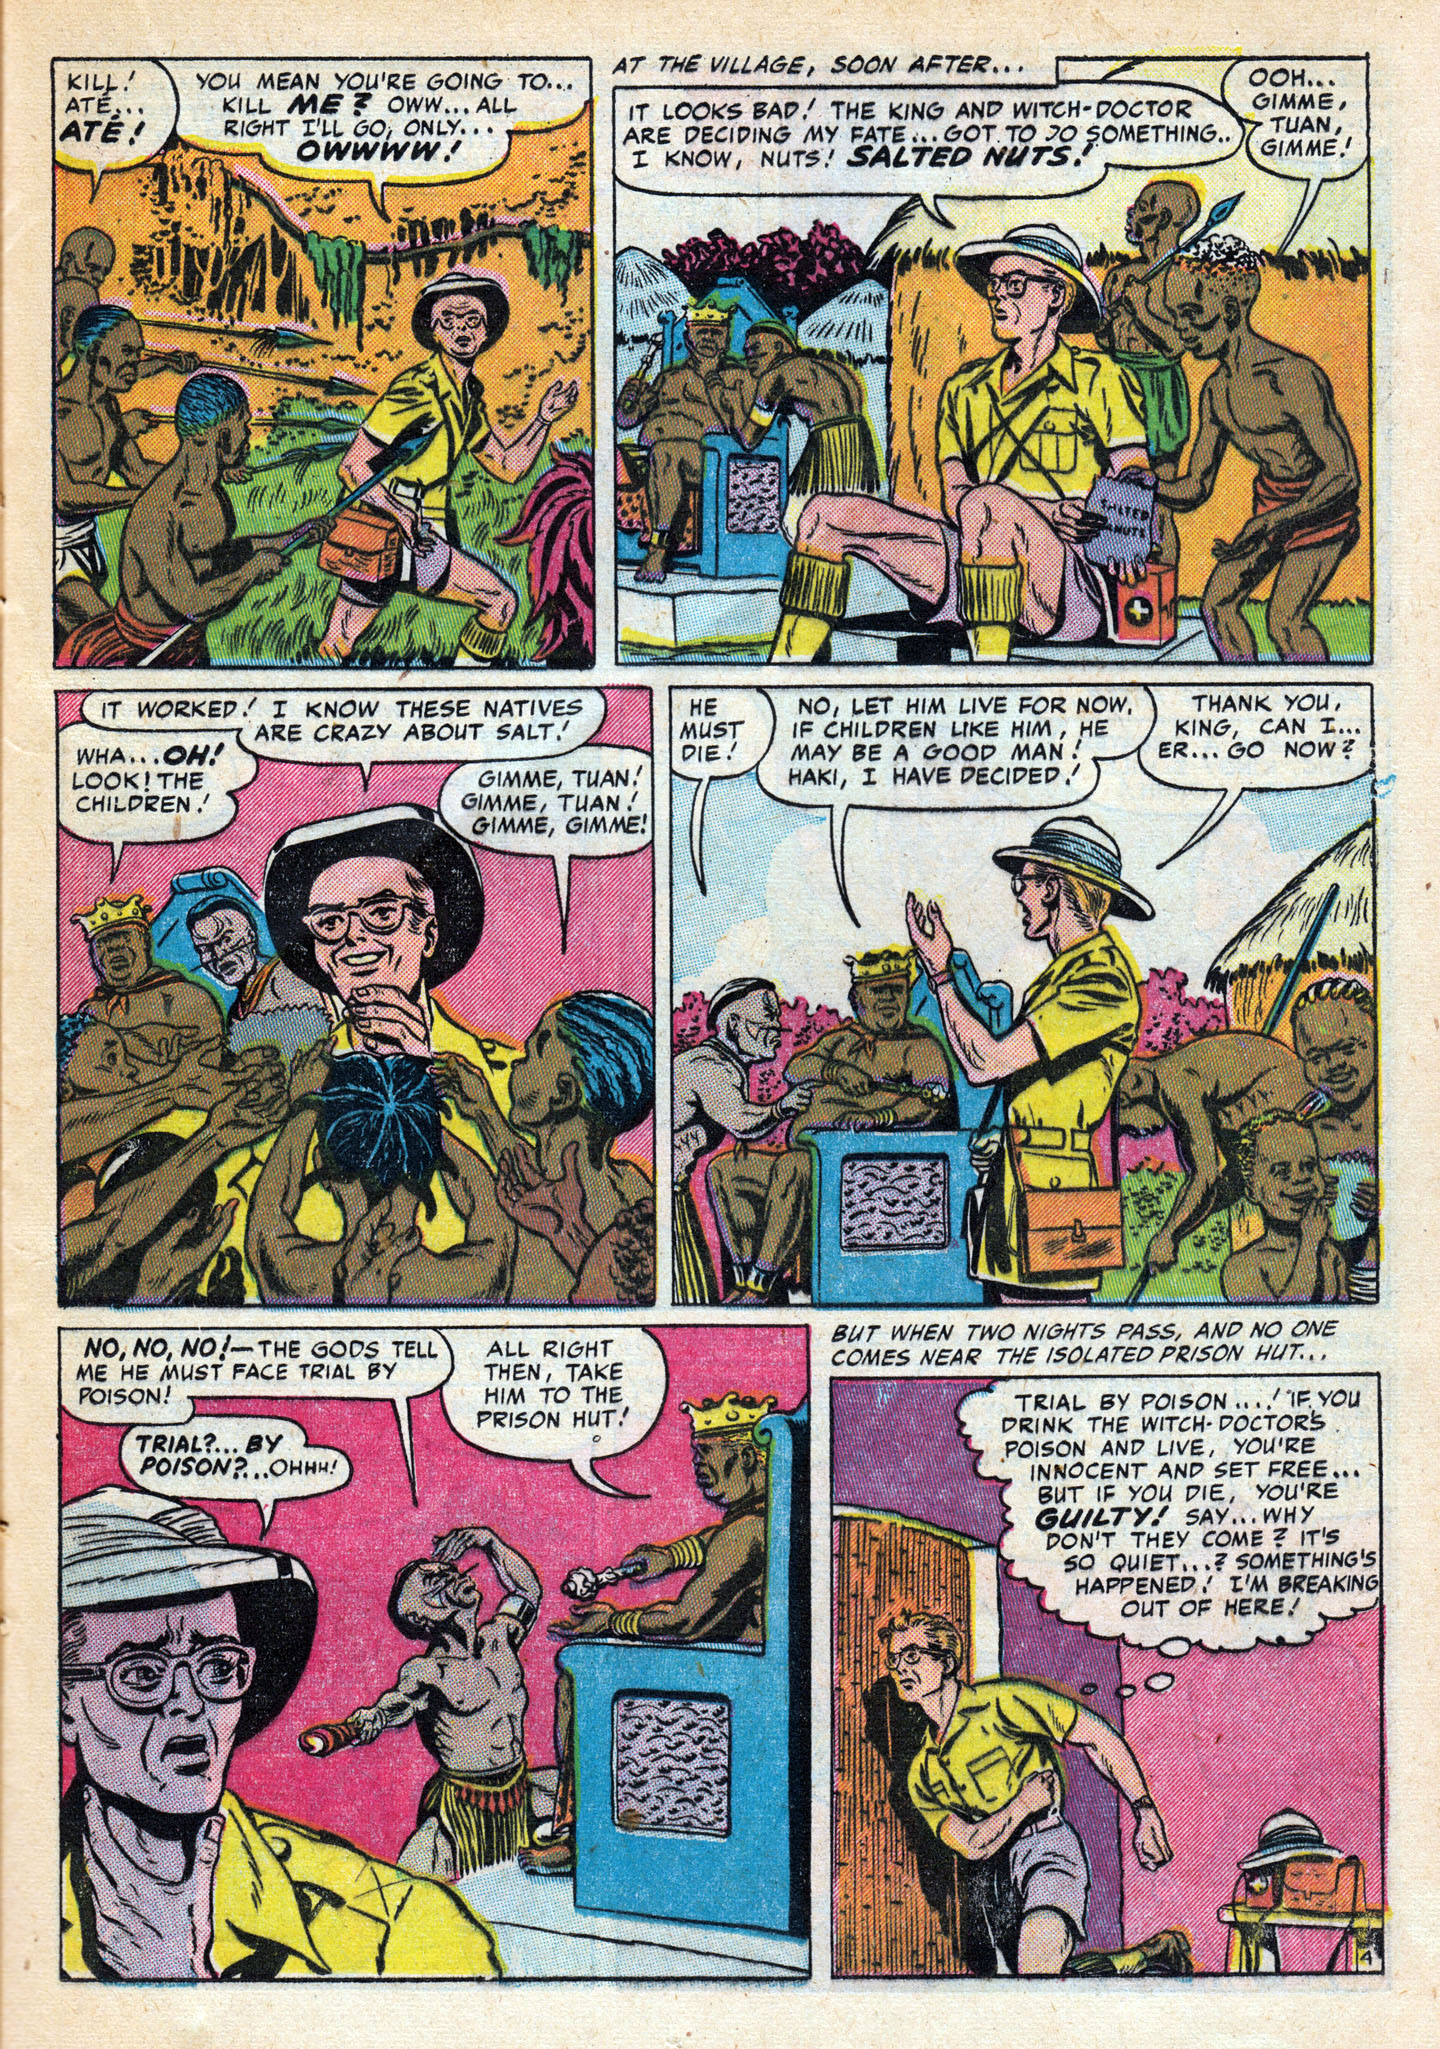 KILL!
ATÉ...
ATÉ!
YOU MEAN YOU'RE GOING TO...
KILL ME? OWW...ALL
RIGHT I'LL GO, ONLY...
OWWWW!
AT THE VILLAGE, SOON AFTER...
IT LOOKS BAD! THE KING AND WITCH-DOCTOR
ARE DECIDING MY FATE...GOT TO DO SOMETHING..
I KNOW, NUTS! SALTED NUTS!
OOH...
GIMME,
TUAN,
GIMME!
SALTED
PEANUTS
IT WORKED! I KNOW THESE NATIVES
ARE CRAZY ABOUT SALT!
WHA...OH!
LOOK! THE
CHILDREN!
GIMME, TUAN!
GIMME, TUAN!
GIMME, GIMME!
HE
MUST
DIE!
NO, LET HIM LIVE FOR NOW.
IF CHILDREN LIKE HIM, HE
MAY BE A GOOD MAN!
HAKI, I HAVE DECIDED!
THANK YOU,
KING, CAN I...
ER...GO NOW?
NO, NO, NO!—THE GODS TELL
ME HE MUST FACE TRIAL BY
POISON!
TRIAL?...BY
POISON?...OHHH!
ALL RIGHT
THEN, TAKE
HIM TO THE
PRISON HUT!
BUT WHEN TWO NIGHTS PASS, AND NO ONE
COMES NEAR THE ISOLATED PRISON HUT...
TRIAL BY POISON....! IF YOU
DRINK THE WITCH-DOCTOR'S
POISON AND LIVE, YOU'RE
INNOCENT AND SET FREE...
BUT IF YOU DIE, YOU'RE
GUILTY! SAY...WHY
DON'T THEY COME? IT'S
SO QUIET...? SOMETHING'S
HAPPENED! I'M BREAKING
OUT OF HERE!
4